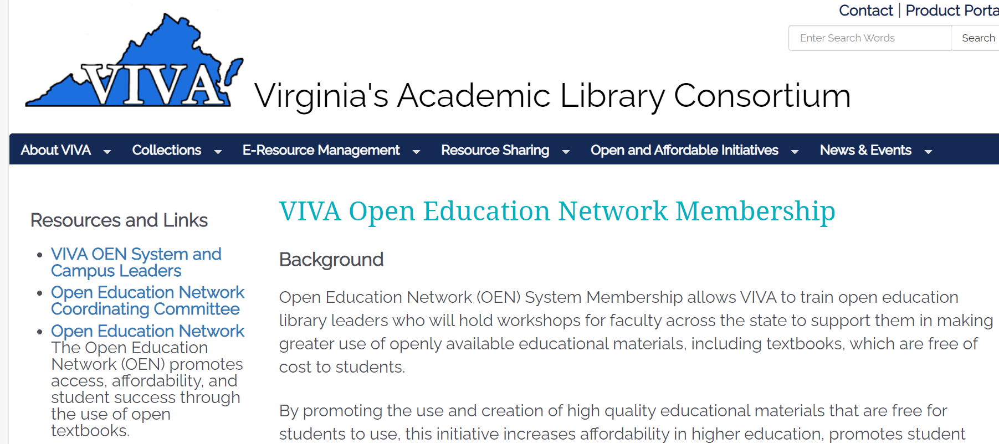 Contact | Product Porta
Enter Search Words
Search
VIVA
Virginia's Academic Library Consortium
About VIVA
Collections
E-Resource Management
Resource Sharing
Open and Affordable Initiatives
News & Events
Resources and Links
• VIVA OEN System and
Campus Leaders
• Open Education Network
Coordinating Committee
• Open Education Network
The Open Education
Network (OEN) promotes
access, affordability, and
student success through
the use of open
textbooks.
VIVA Open Education Network Membership
Background
Open Education Network (OEN) System Membership allows VIVA to train open education
library leaders who will hold workshops for faculty across the state to support them in making
greater use of openly available educational materials, including textbooks, which are free of
cost to students.
By promoting the use and creation of high quality educational materials that are free for
students to use, this initiative increases affordability in higher education, promotes student